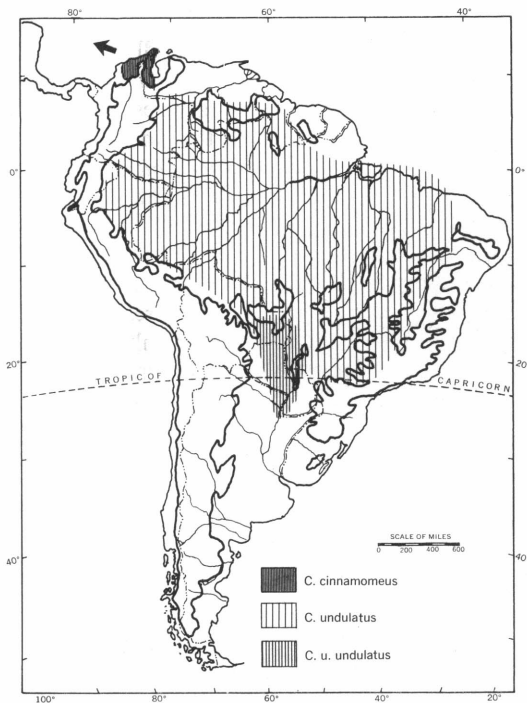 80°
60°
40°
0°
0°
20°
20°
TROPIC OF CAPRICORN
SCALE OF MILES
0 200 400 600
40°
40°
C. cinnamomeus
C. undulatus
C. u. undulatus
100°
80°
60°
40°
20°